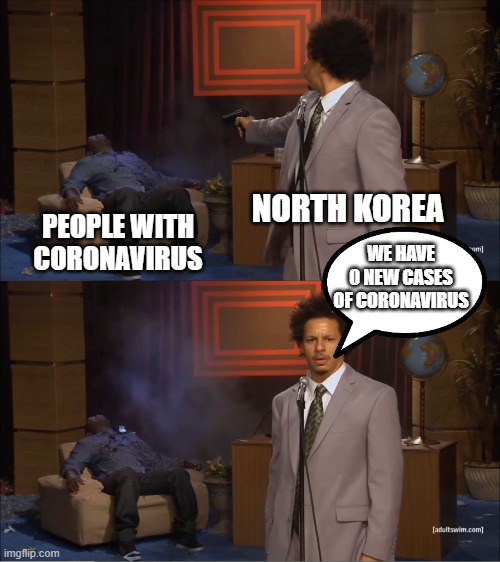 NORTH KOREA
PEOPLE WITH
CORONAVIRUS
WE HAVE
0 NEW CASES
OF CORONAVIRUS
[adultswim.com]
imgflip.com